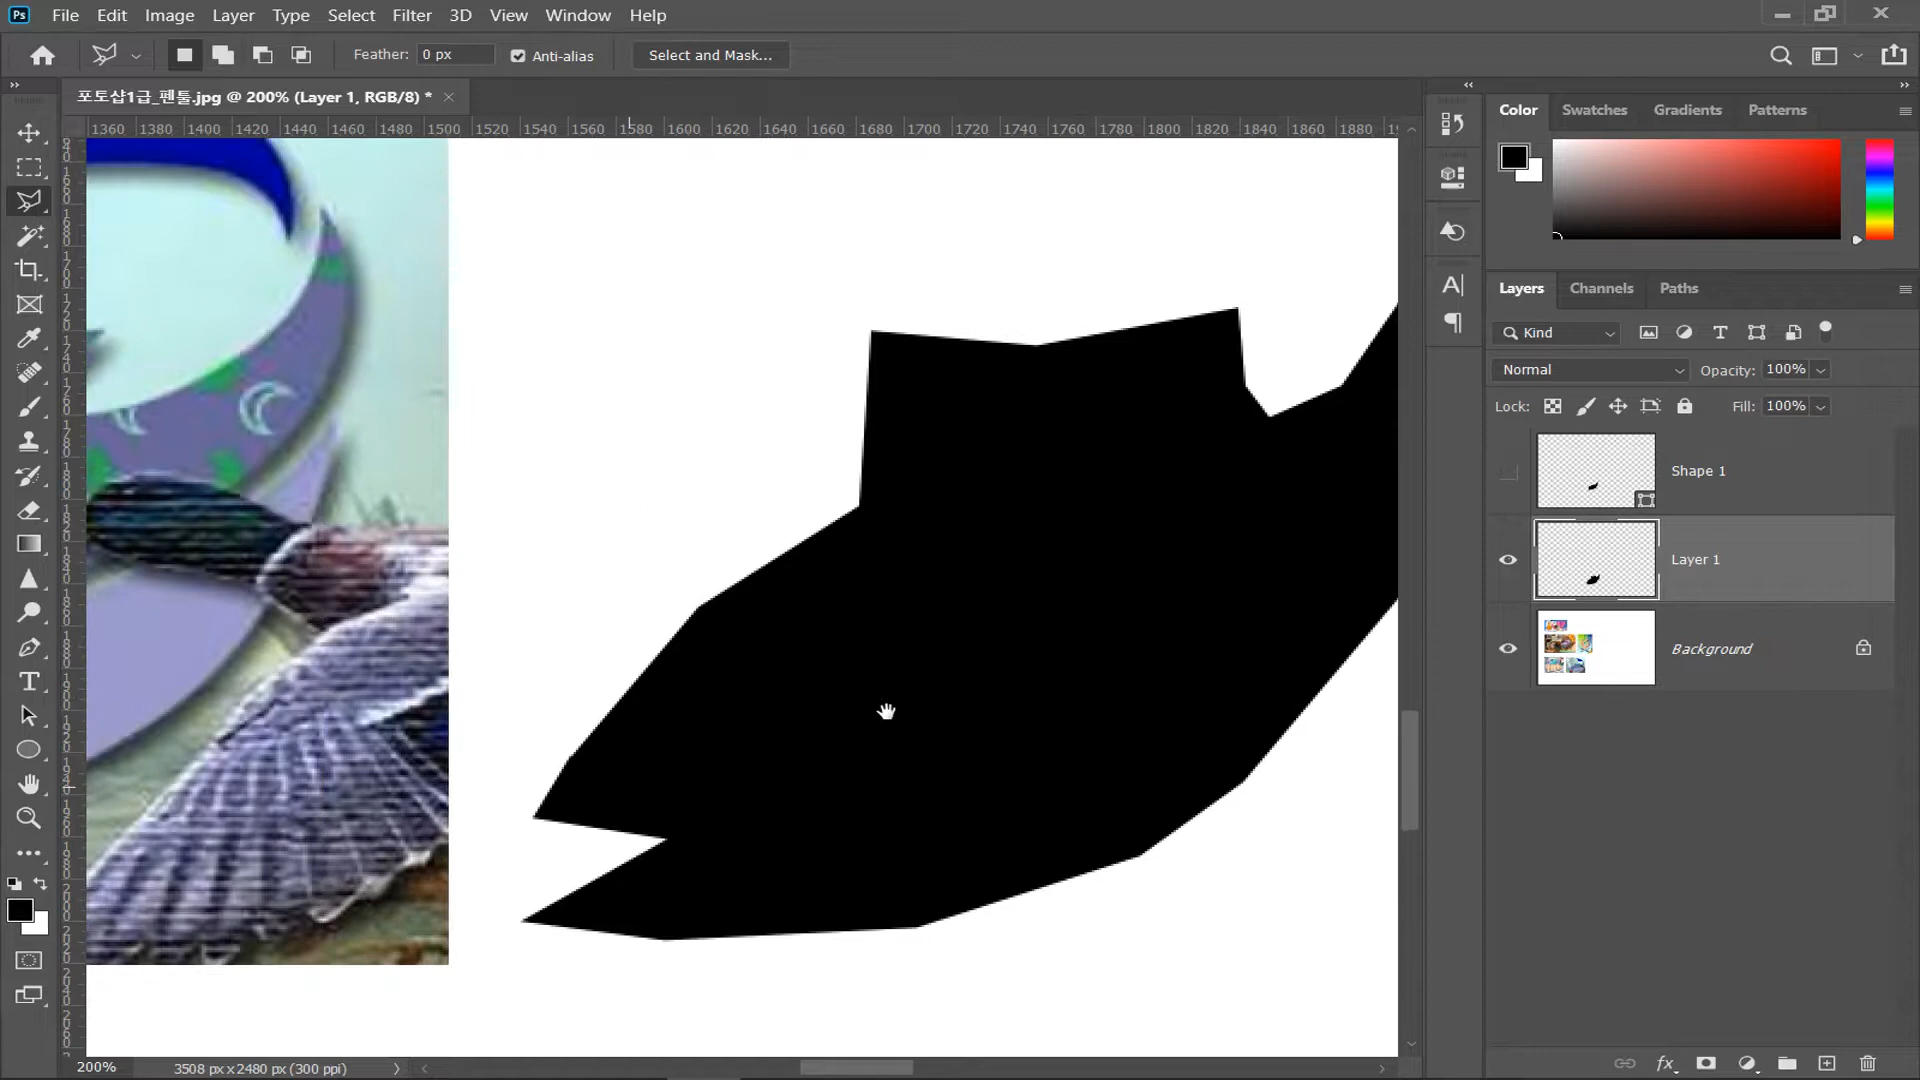 Ps File Edit Image Layer Type Select Filter 3D View Window Help
Feather: 0 px Anti-alias Select and Mask...
포토샵1급_펜툴.jpg @ 200% (Layer 1, RGB/8) *
1360 1380 1400 1420 1440 1460 1480 1500 1520 1540 1560 1580 1600 1620 1640 1660 1680 1700 1720 1740 1760 1780 1800 1820 1840 1860 1880
Color Swatches Gradients Patterns
Layers Channels Paths
Kind
Normal Opacity: 100%
Lock: Fill: 100%
Shape 1
Layer 1
Background
200% 3508 px x 2480 px (300 ppi)